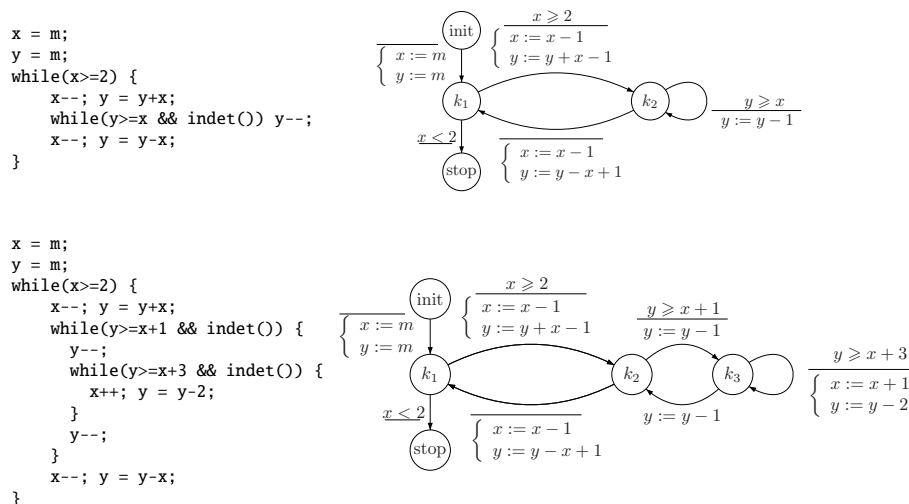 x = m;
y = m;
while(x>=2) {
x--; y = y+x;
while(y>=x && indet()) y--;
x--; y = y-x;
}
init
x ⩾ 2
x := x − 1
y := y + x − 1
x := m
y := m
k₁
k₂
y ⩾ x
y := y − 1
x < 2
x := x − 1
y := y − x + 1
stop
x = m;
y = m;
while(x>=2) {
x--; y = y+x;
while(y>=x+1 && indet()) {
y--;
while(y>=x+3 && indet()) {
x++; y = y-2;
}
y--;
}
x--; y = y-x;
}
init
x ⩾ 2
x := x − 1
y := y + x − 1
x := m
y := m
y ⩾ x + 1
y := y − 1
k₁
k₂
k₃
y ⩾ x + 3
x := x + 1
y := y − 2
x < 2
x := x − 1
y := y − x + 1
y := y − 1
stop